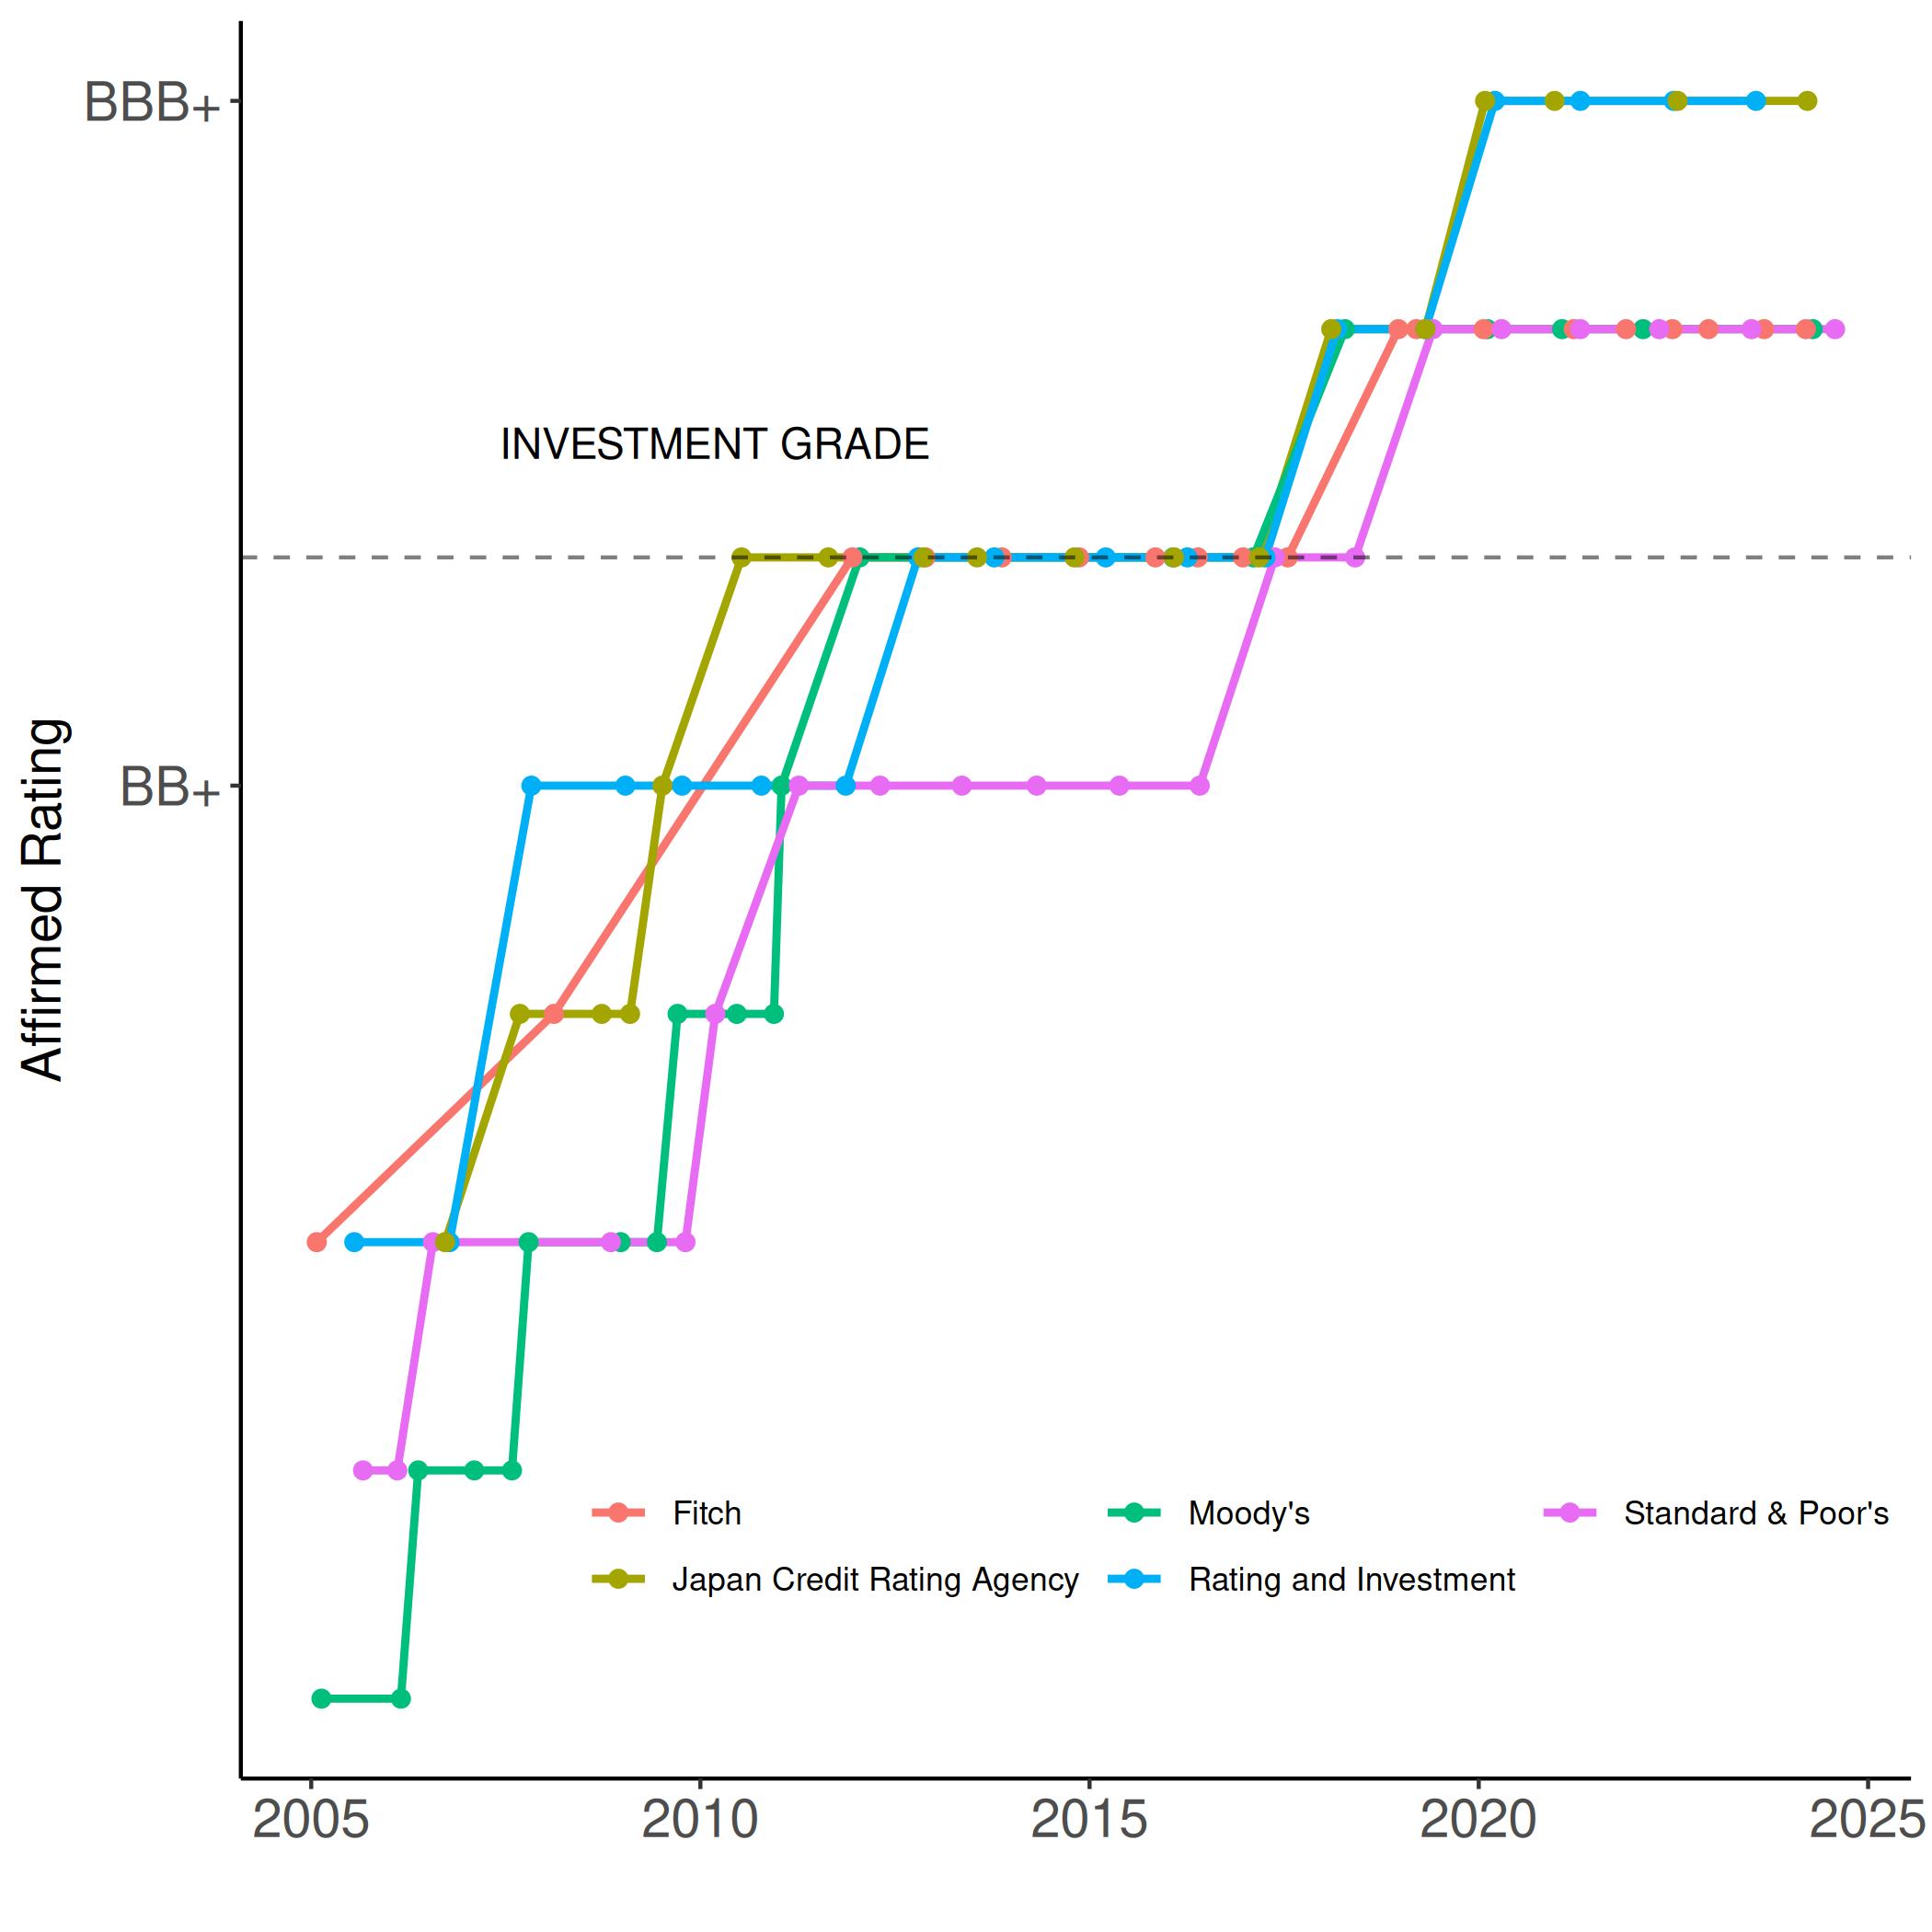 BBB+
INVESTMENT GRADE
BB+
Affirmed Rating
Fitch
Moody's
Standard & Poor's
Japan Credit Rating Agency
Rating and Investment
2005
2010
2015
2020
2025